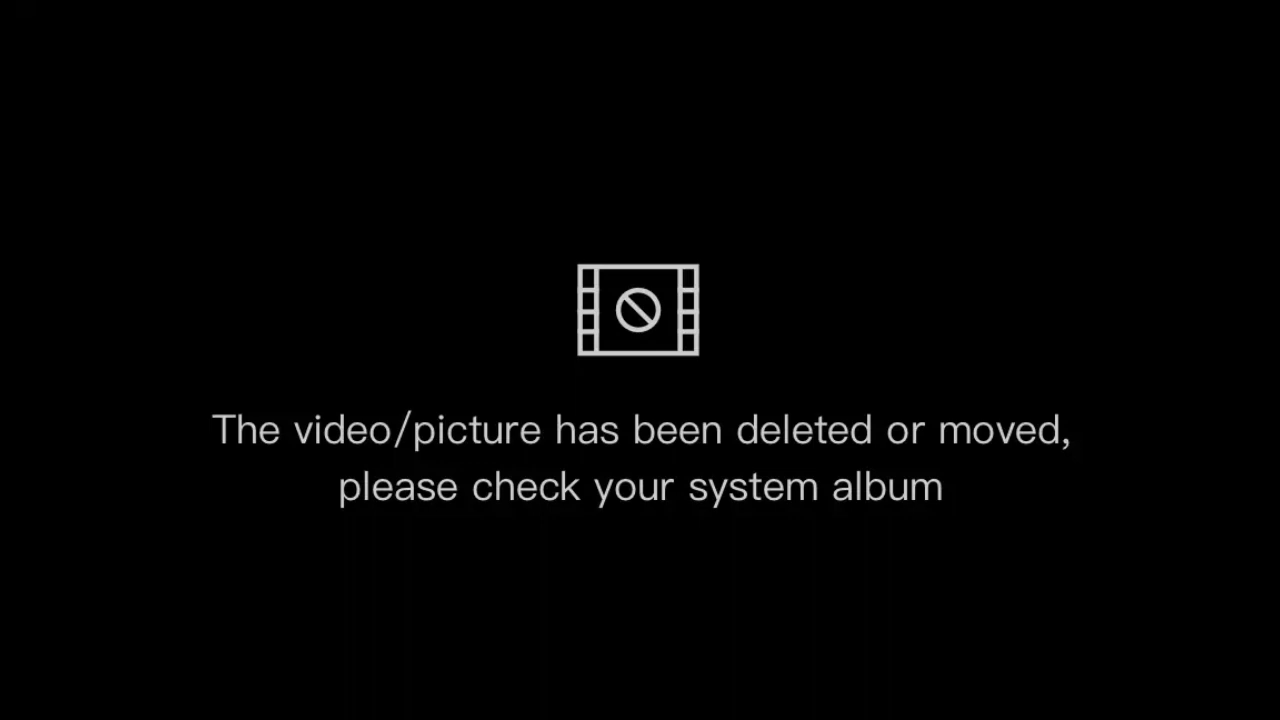 The video/picture has been deleted or moved,
please check your system album